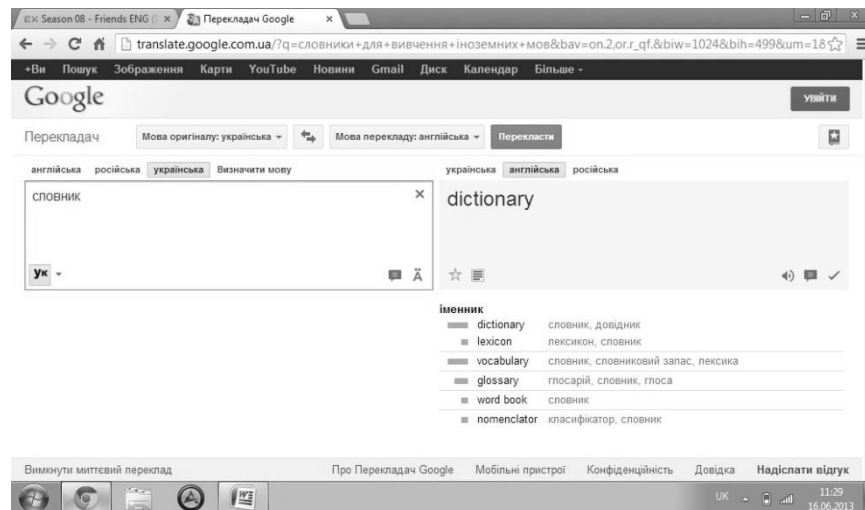 EX Season 08 - Friends ENG (
Перекладач Google
translate.google.com.ua/?q=словники+для+вивчення+іноземних+мов&bav=on.2,or.r_qf.&biw=1024&bih=499&um=18
+Ви Пошук Зображення Карти YouTube Новини Gmail Диск Календар Більше
Google
УВІЙТИ
Перекладач Мова оригіналу: українська Мова перекладу: англійська Перекласти
англійська російська українська Визначити мову українська англійська російська
словник
dictionary
Ук Ä
іменник
dictionary словник, довідник
lexicon лексикон, словник
vocabulary словник, словниковий запас, лексика
glossary глосарій, словник, глоса
word book словник
nomenclator класифікатор, словник
Вимкнути миттєвий переклад Про Перекладач Google Мобільні пристрої Конфіденційність Довідка Надіслати відгук
UK 11:29
16.06.2013